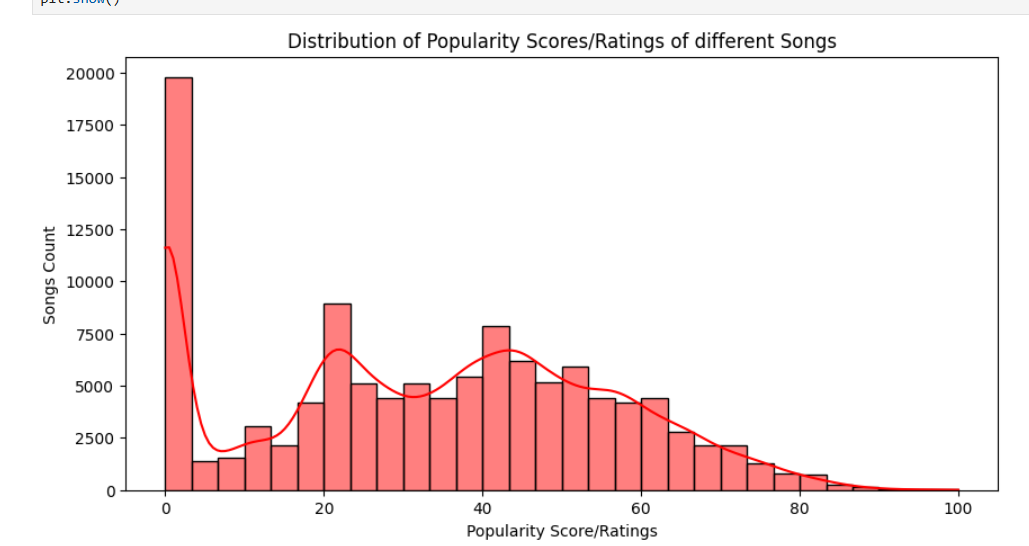 plt.show()
Distribution of Popularity Scores/Ratings of different Songs
20000
17500
15000
12500
10000
7500
5000
2500
0
Songs Count
0 20 40 60 80 100
Popularity Score/Ratings